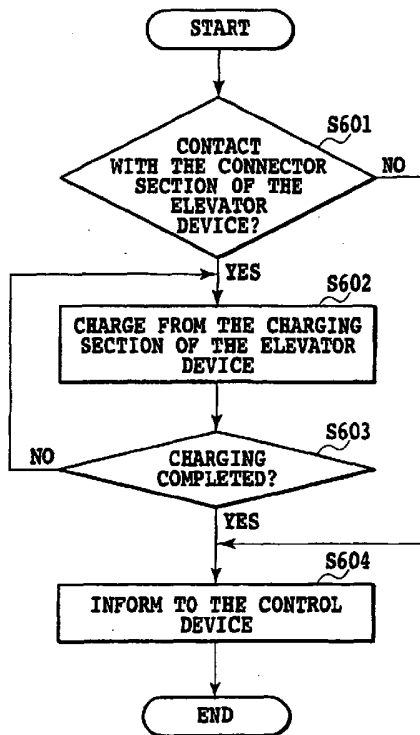 START
S601
CONTACT
WITH THE CONNECTOR
SECTION OF THE
ELEVATOR
DEVICE?
NO
YES
S602
CHARGE FROM THE CHARGING
SECTION OF THE ELEVATOR
DEVICE
S603
NO
CHARGING
COMPLETED?
YES
S604
INFORM TO THE CONTROL
DEVICE
END